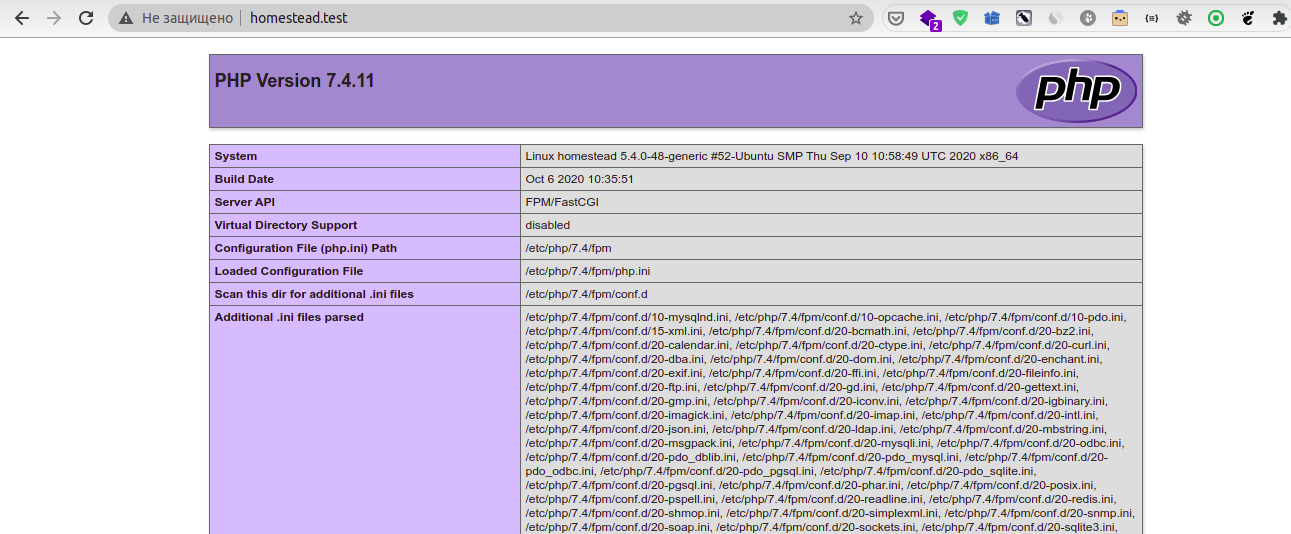 Не защищено | homestead.test
2
PHP Version 7.4.11
php
System Linux homestead 5.4.0-48-generic #52-Ubuntu SMP Thu Sep 10 10:58:49 UTC 2020 x86_64
Build Date Oct 6 2020 10:35:51
Server API FPM/FastCGI
Virtual Directory Support disabled
Configuration File (php.ini) Path /etc/php/7.4/fpm
Loaded Configuration File /etc/php/7.4/fpm/php.ini
Scan this dir for additional .ini files /etc/php/7.4/fpm/conf.d
Additional .ini files parsed /etc/php/7.4/fpm/conf.d/10-mysqlnd.ini, /etc/php/7.4/fpm/conf.d/10-opcache.ini, /etc/php/7.4/fpm/conf.d/10-pdo.ini,
/etc/php/7.4/fpm/conf.d/15-xml.ini, /etc/php/7.4/fpm/conf.d/20-bcmath.ini, /etc/php/7.4/fpm/conf.d/20-bz2.ini,
/etc/php/7.4/fpm/conf.d/20-calendar.ini, /etc/php/7.4/fpm/conf.d/20-ctype.ini, /etc/php/7.4/fpm/conf.d/20-curl.ini,
/etc/php/7.4/fpm/conf.d/20-dba.ini, /etc/php/7.4/fpm/conf.d/20-dom.ini, /etc/php/7.4/fpm/conf.d/20-enchant.ini,
/etc/php/7.4/fpm/conf.d/20-exif.ini, /etc/php/7.4/fpm/conf.d/20-ffi.ini, /etc/php/7.4/fpm/conf.d/20-fileinfo.ini,
/etc/php/7.4/fpm/conf.d/20-ftp.ini, /etc/php/7.4/fpm/conf.d/20-gd.ini, /etc/php/7.4/fpm/conf.d/20-gettext.ini,
/etc/php/7.4/fpm/conf.d/20-gmp.ini, /etc/php/7.4/fpm/conf.d/20-iconv.ini, /etc/php/7.4/fpm/conf.d/20-igbinary.ini,
/etc/php/7.4/fpm/conf.d/20-imagick.ini, /etc/php/7.4/fpm/conf.d/20-imap.ini, /etc/php/7.4/fpm/conf.d/20-intl.ini,
/etc/php/7.4/fpm/conf.d/20-json.ini, /etc/php/7.4/fpm/conf.d/20-ldap.ini, /etc/php/7.4/fpm/conf.d/20-mbstring.ini,
/etc/php/7.4/fpm/conf.d/20-msgpack.ini, /etc/php/7.4/fpm/conf.d/20-mysqli.ini, /etc/php/7.4/fpm/conf.d/20-odbc.ini,
/etc/php/7.4/fpm/conf.d/20-pdo_dblib.ini, /etc/php/7.4/fpm/conf.d/20-pdo_mysql.ini, /etc/php/7.4/fpm/conf.d/20-
pdo_odbc.ini, /etc/php/7.4/fpm/conf.d/20-pdo_pgsql.ini, /etc/php/7.4/fpm/conf.d/20-pdo_sqlite.ini,
/etc/php/7.4/fpm/conf.d/20-pgsql.ini, /etc/php/7.4/fpm/conf.d/20-phar.ini, /etc/php/7.4/fpm/conf.d/20-posix.ini,
/etc/php/7.4/fpm/conf.d/20-pspell.ini, /etc/php/7.4/fpm/conf.d/20-readline.ini, /etc/php/7.4/fpm/conf.d/20-redis.ini,
/etc/php/7.4/fpm/conf.d/20-shmop.ini, /etc/php/7.4/fpm/conf.d/20-simplexml.ini, /etc/php/7.4/fpm/conf.d/20-snmp.ini,
/etc/php/7.4/fpm/conf.d/20-soap.ini, /etc/php/7.4/fpm/conf.d/20-sockets.ini, /etc/php/7.4/fpm/conf.d/20-sqlite3.ini,